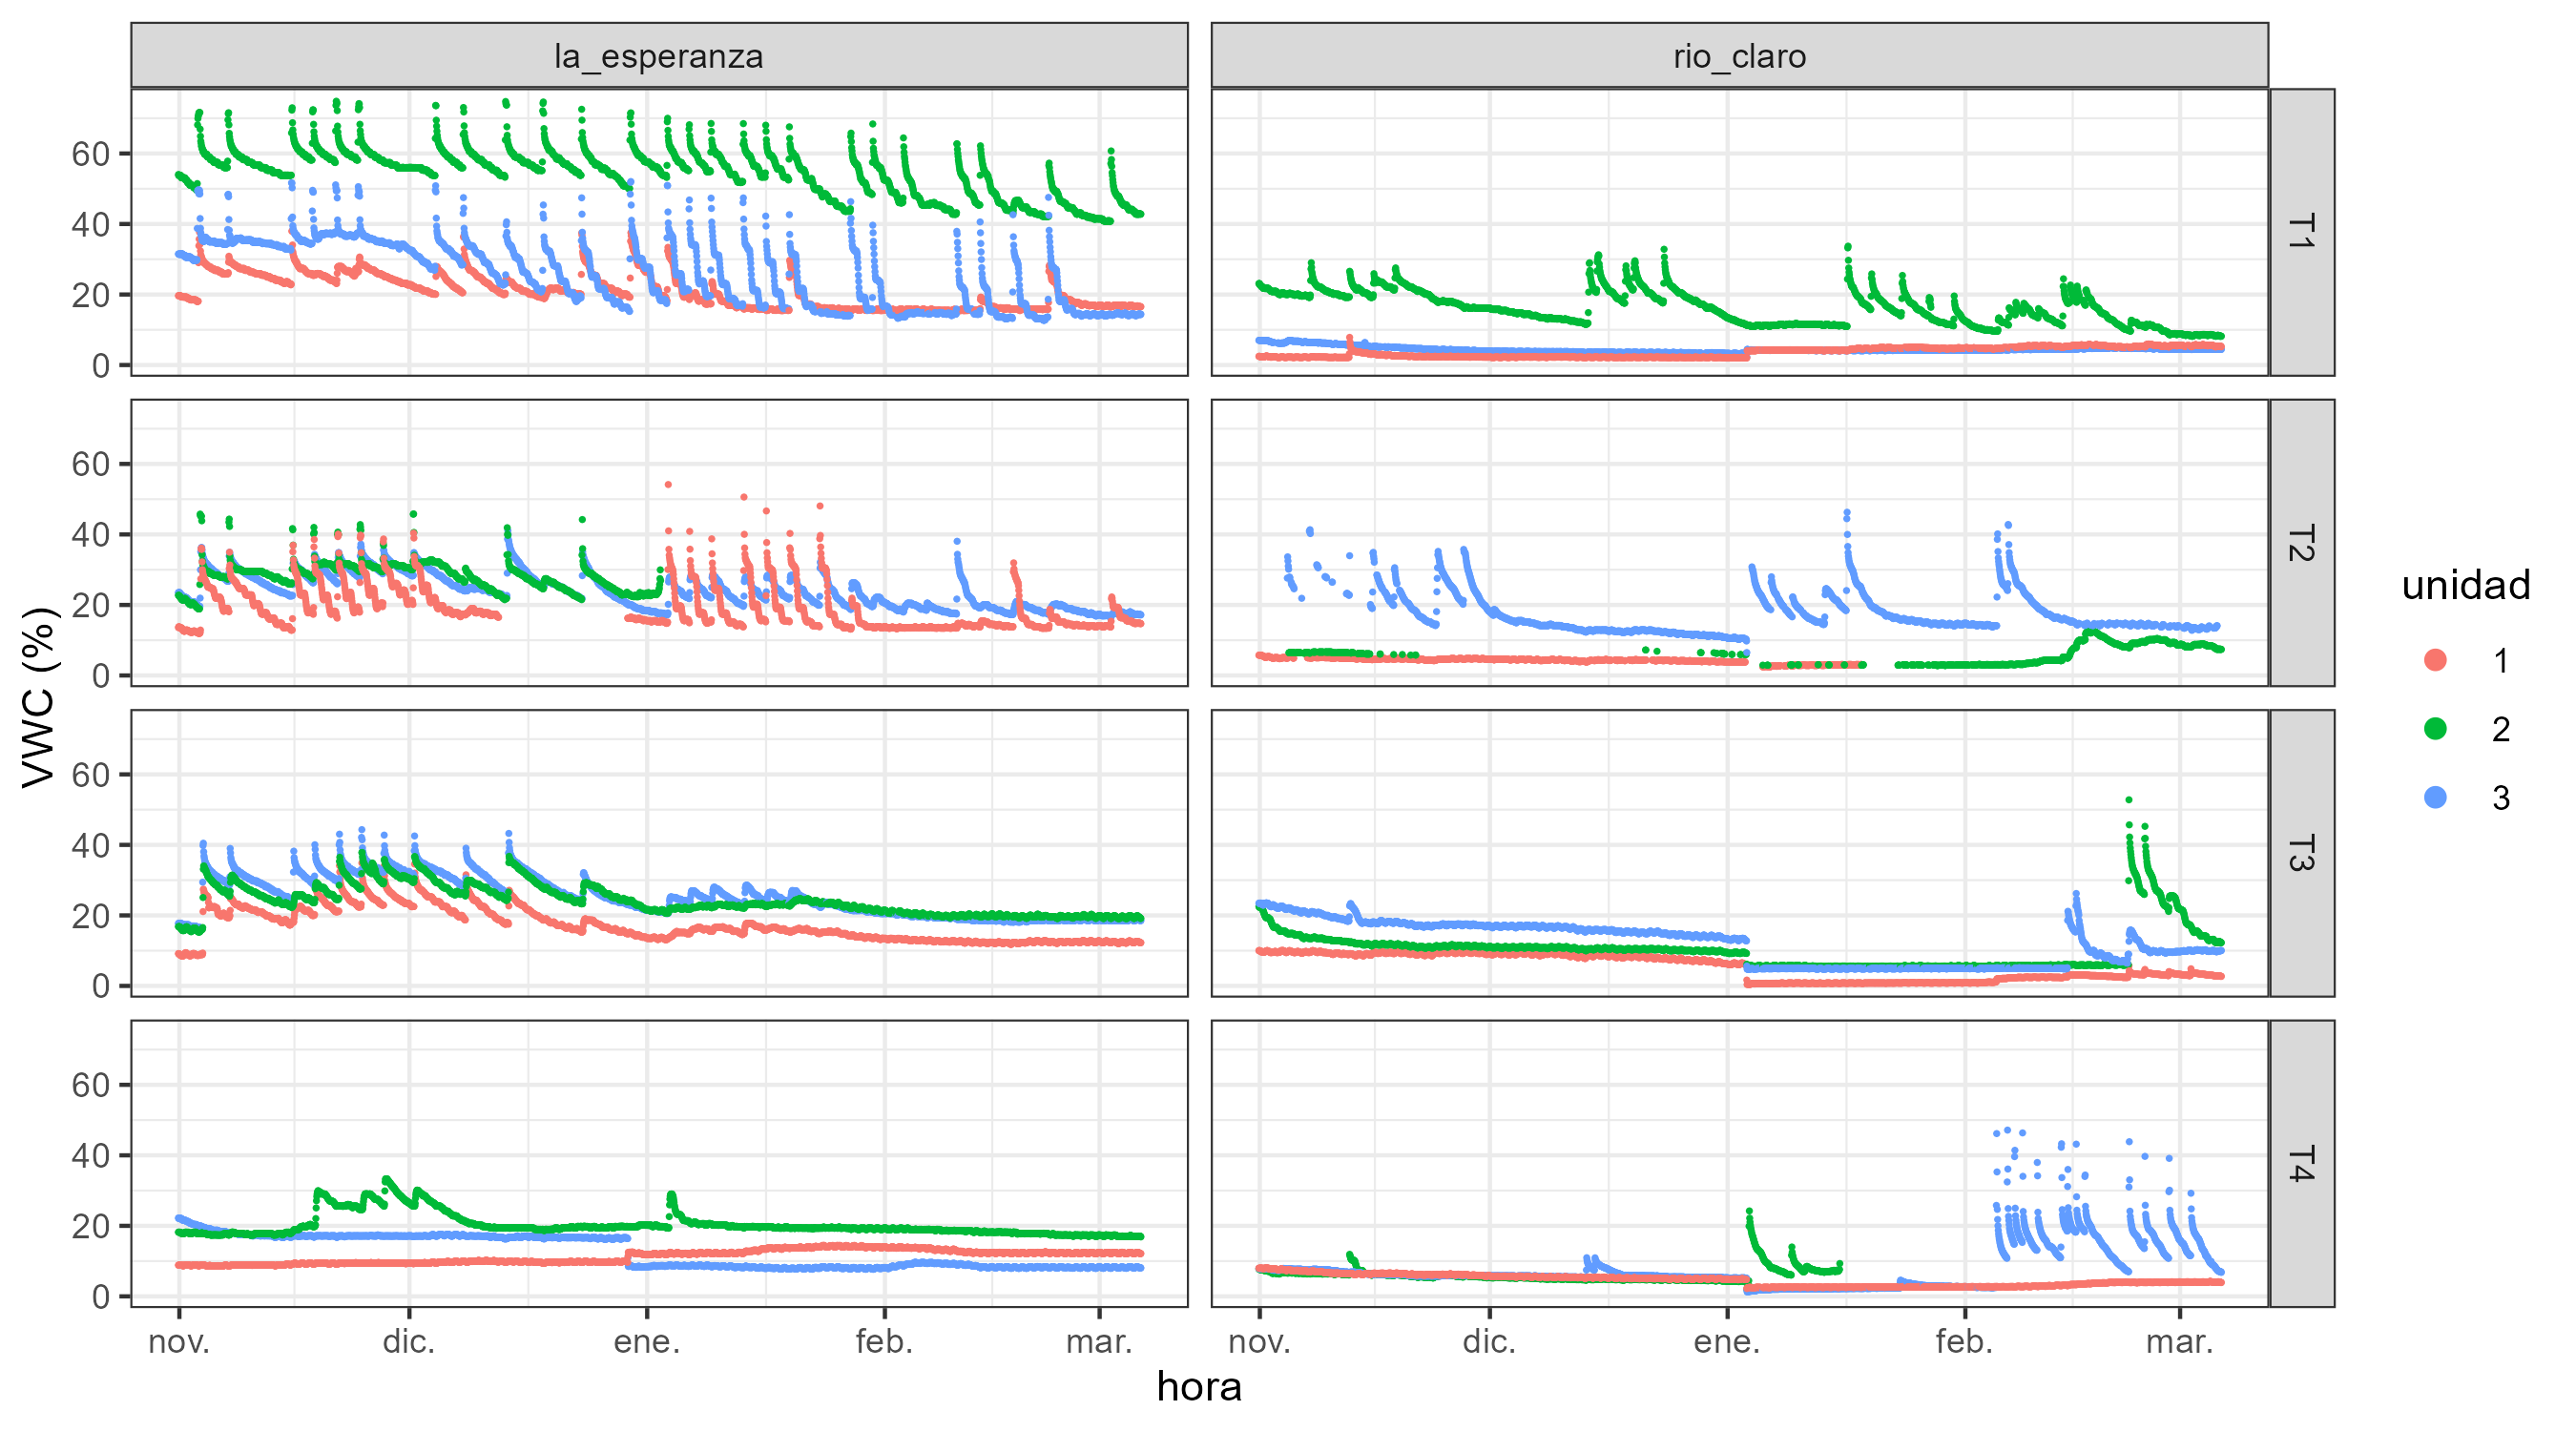 la_esperanza
rio_claro
60
40
20
0
T1
60
40
20
0
T2
60
40
20
0
T3
60
40
20
0
T4
nov.
dic.
ene.
feb.
mar.
nov.
dic.
ene.
feb.
mar.
hora
VWC (%)
unidad
1
2
3